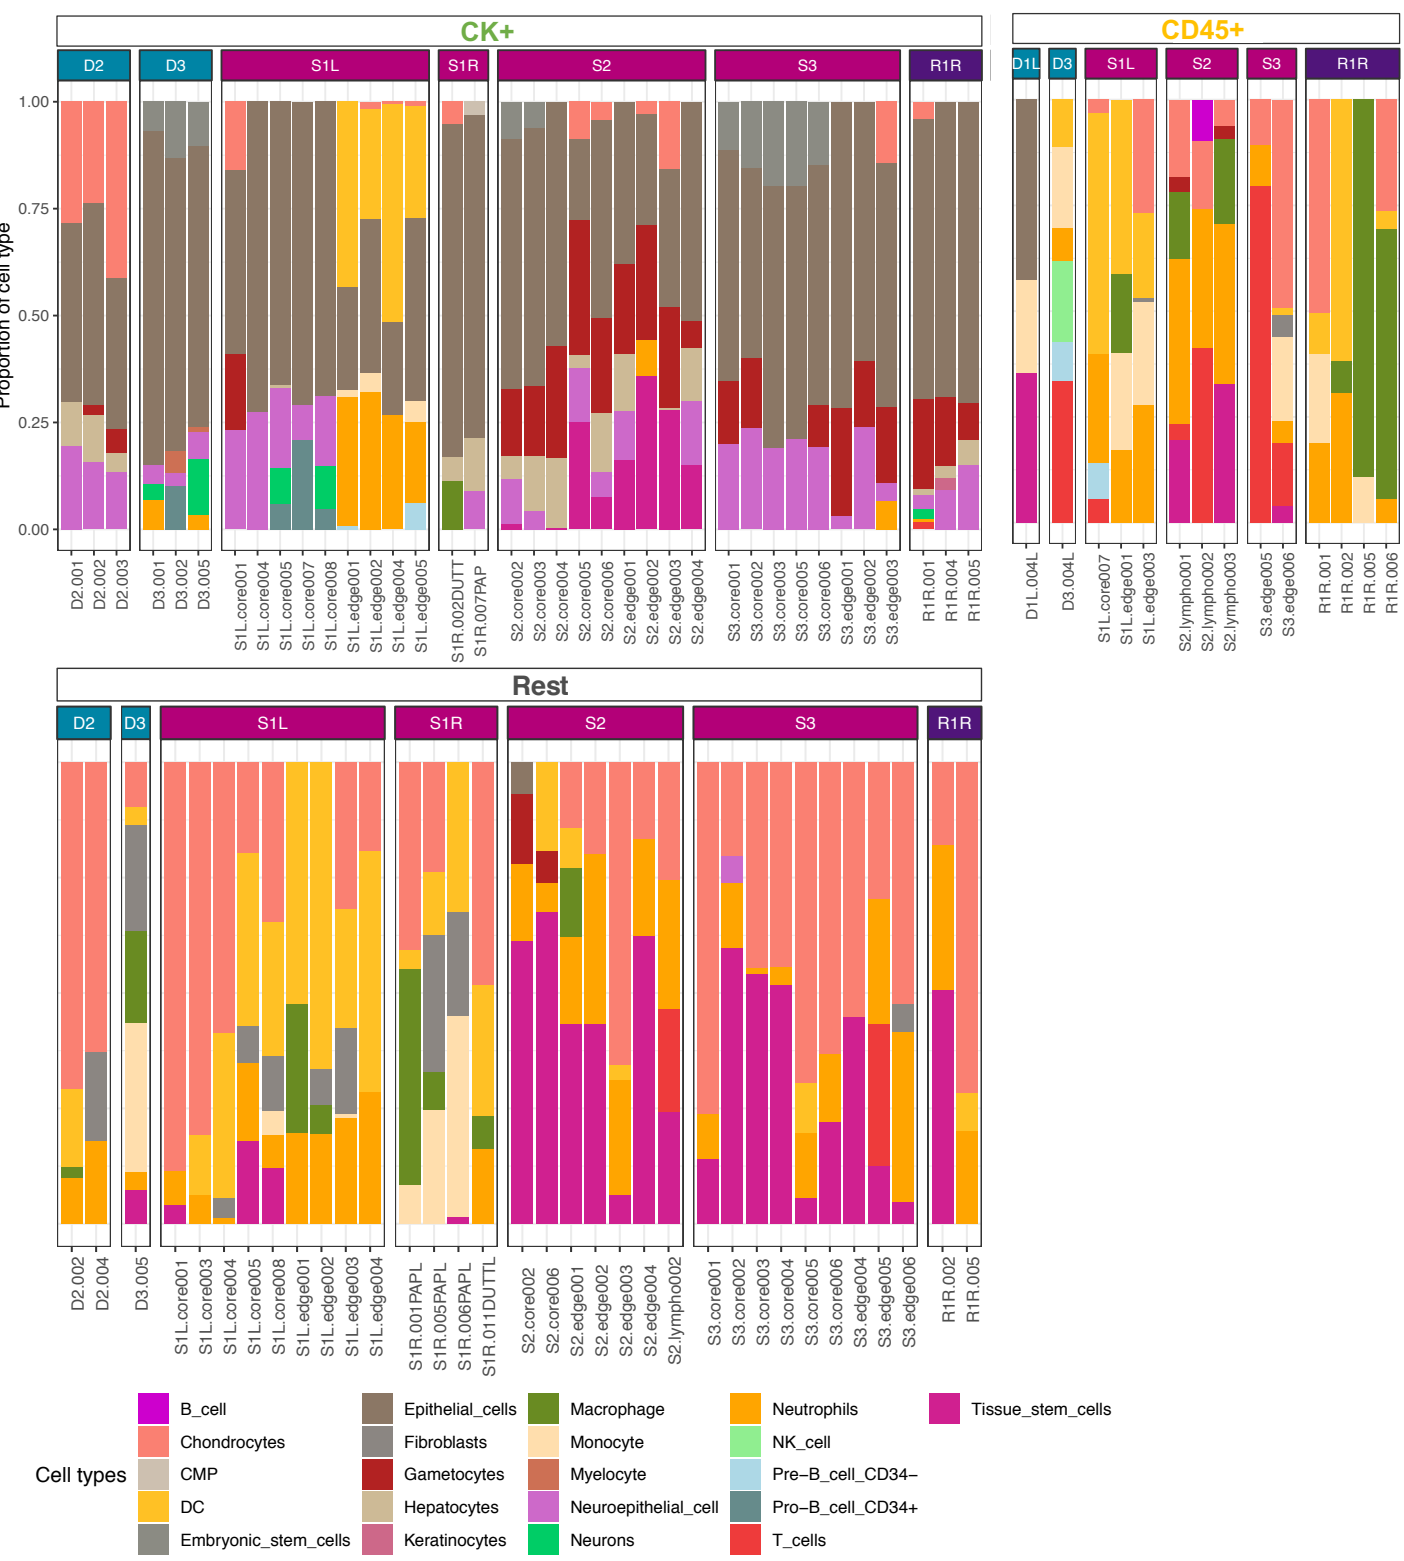 CK+
CD45+
D2 D3 S1L S1R S2 S3 R1R
D1L D3 S1L S2 S3 R1R
Proportion of cell type
1.00
0.75
0.50
0.25
0.00
D2.001 D2.002 D2.003 D3.001 D3.002 D3.005 S1L.core001 S1L.core004 S1L.core005 S1L.core007 S1L.core008 S1L.edge001 S1L.edge002 S1L.edge004 S1L.edge005 S1R.002DUTT S1R.007PAP S2.core002 S2.core003 S2.core004 S2.core005 S2.core006 S2.edge001 S2.edge002 S2.edge003 S2.edge004 S3.core001 S3.core002 S3.core003 S3.core005 S3.core006 S3.edge001 S3.edge002 S3.edge003 R1R.001 R1R.004 R1R.005
D1L.004L D3.004L S1L.core007 S1L.edge001 S1L.edge003 S2.lympho001 S2.lympho002 S2.lympho003 S3.edge005 S3.edge006 R1R.001 R1R.002 R1R.005 R1R.006
Rest
D2 D3 S1L S1R S2 S3 R1R
D2.002 D2.004 D3.005 S1L.core001 S1L.core003 S1L.core004 S1L.core005 S1L.core008 S1L.edge001 S1L.edge002 S1L.edge003 S1L.edge004 S1R.001PAPL S1R.005PAPL S1R.006PAPL S1R.011DUTTL S2.core002 S2.core006 S2.edge001 S2.edge002 S2.edge003 S2.edge004 S2.lympho002 S3.core001 S3.core002 S3.core003 S3.core004 S3.core005 S3.core006 S3.edge004 S3.edge005 S3.edge006 R1R.002 R1R.005
Cell types
B_cell
Chondrocytes
CMP
DC
Embryonic_stem_cells
Epithelial_cells
Fibroblasts
Gametocytes
Hepatocytes
Keratinocytes
Macrophage
Monocyte
Myelocyte
Neuroepithelial_cell
Neurons
Neutrophils
NK_cell
Pre−B_cell_CD34−
Pro−B_cell_CD34+
T_cells
Tissue_stem_cells